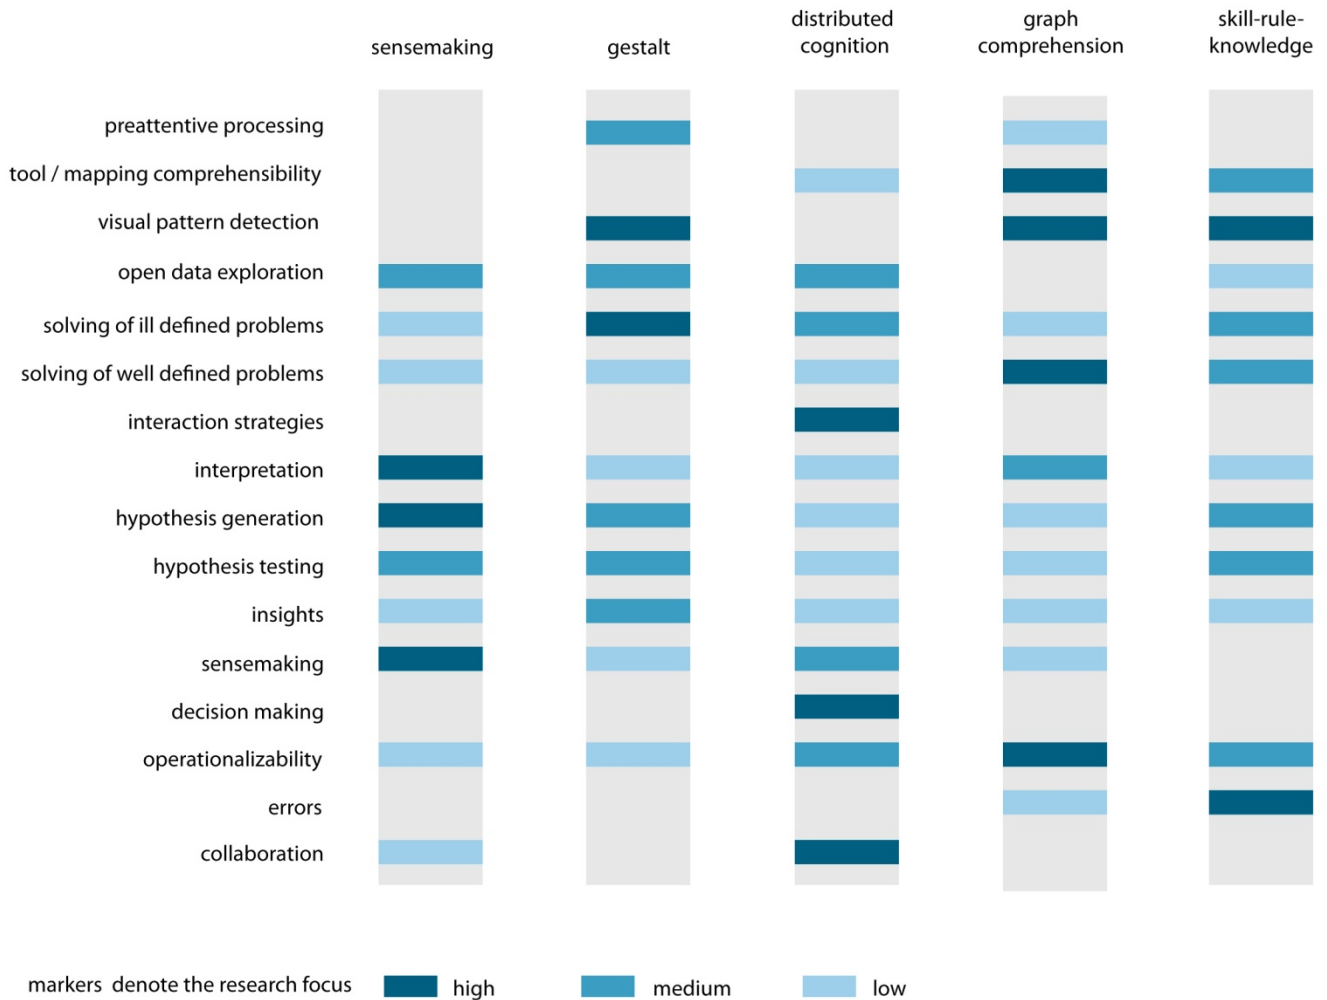 distributed
graph
skill-rule-
sensemaking
gestalt
cognition
comprehension
knowledge
preattentive processing
tool / mapping comprehensibility
visual pattern detection
open data exploration
solving of ill defined problems
solving of well defined problems
interaction strategies
interpretation
hypothesis generation
hypothesis testing
insights
sensemaking
decision making
operationalizability
errors
collaboration
markers denote the research focus
high
medium
low